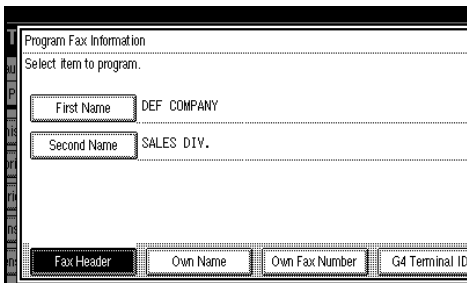 Program Fax Information
Select item to program.
First Name DEF COMPANY
Second Name SALES DIV.
Fax Header Own Name Own Fax Number G4 Terminal ID